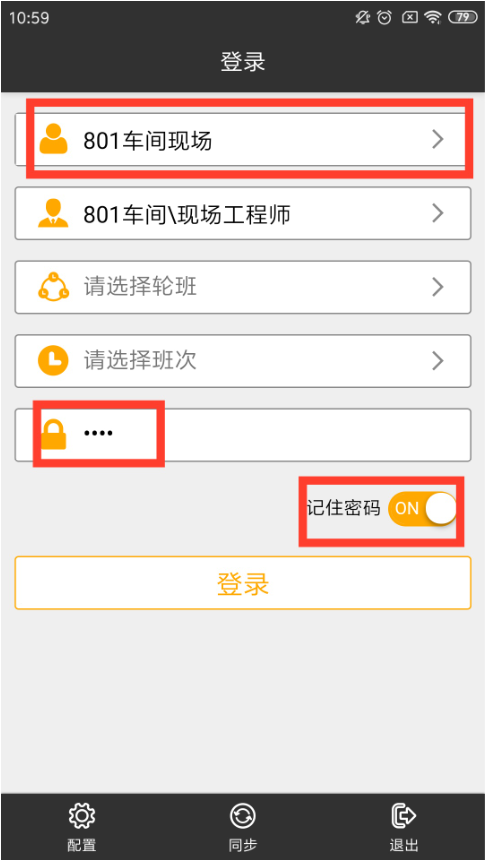 10:59
79
登录
801车间现场
801车间\现场工程师
请选择轮班
请选择班次
••••
记住密码 ON
登录
配置 同步 退出